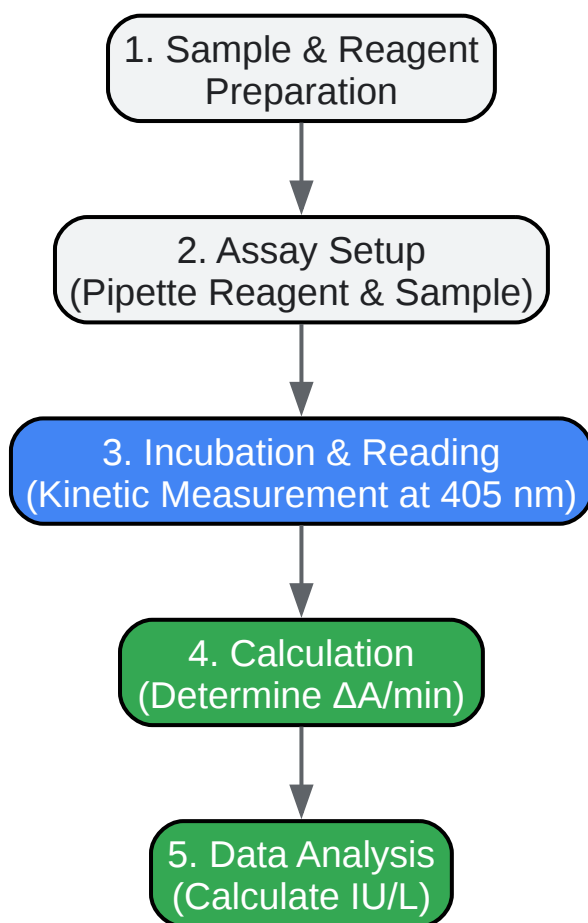 1. Sample & Reagent
Preparation
2. Assay Setup
(Pipette Reagent & Sample)
3. Incubation & Reading
(Kinetic Measurement at 405 nm)
4. Calculation
(Determine ΔA/min)
5. Data Analysis
(Calculate IU/L)